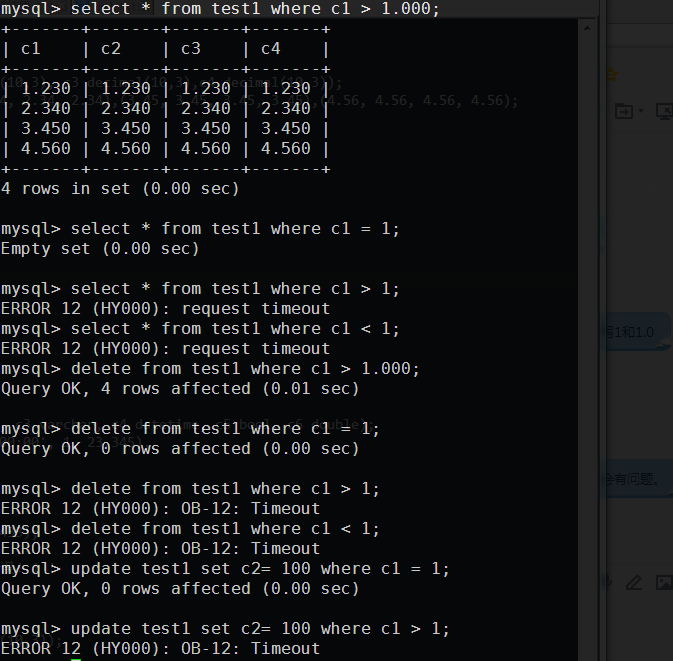 mysql> select * from test1 where c1 > 1.000;
+-------+-------+-------+-------+
| c1    | c2    | c3    | c4    |
+-------+-------+-------+-------+
| 1.230 | 1.230 | 1.230 | 1.230 |
| 2.340 | 2.340 | 2.340 | 2.340 |
| 3.450 | 3.450 | 3.450 | 3.450 |
| 4.560 | 4.560 | 4.560 | 4.560 |
+-------+-------+-------+-------+
4 rows in set (0.00 sec)
mysql> select * from test1 where c1 = 1;
Empty set (0.00 sec)
mysql> select * from test1 where c1 > 1;
ERROR 12 (HY000): request timeout
mysql> select * from test1 where c1 < 1;
ERROR 12 (HY000): request timeout
mysql> delete from test1 where c1 > 1.000;
Query OK, 4 rows affected (0.01 sec)
mysql> delete from test1 where c1 = 1;
Query OK, 0 rows affected (0.00 sec)
mysql> delete from test1 where c1 > 1;
ERROR 12 (HY000): OB-12: Timeout
mysql> delete from test1 where c1 < 1;
ERROR 12 (HY000): OB-12: Timeout
mysql> update test1 set c2= 100 where c1 = 1;
Query OK, 0 rows affected (0.00 sec)
mysql> update test1 set c2= 100 where c1 > 1;
ERROR 12 (HY000): OB-12: Timeout
1和1.0
会有问题。